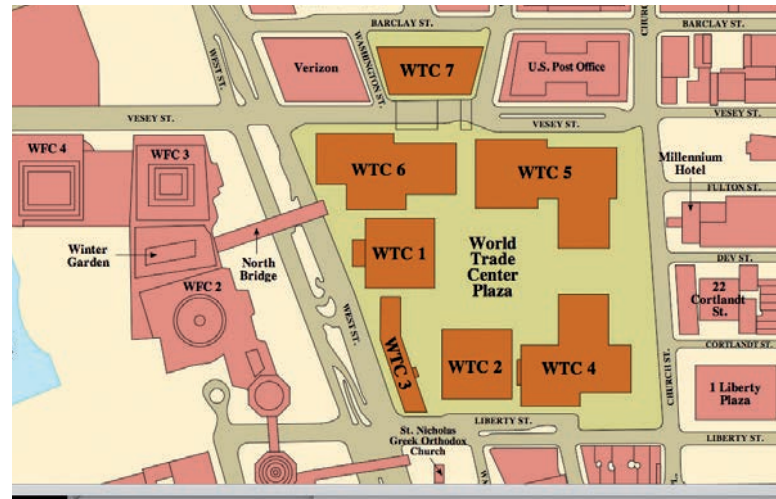 BARCLAY ST.
CHURCH
BARCLAY ST.
WASHINGTON ST.
WEST ST.
Verizon
WTC 7
U.S. Post Office
VESEY ST.
VESEY ST.
VESEY ST.
WFC 4
WFC 3
WTC 6
WTC 5
Millennium
Hotel
FULTON ST.
Winter
Garden
North
Bridge
WTC 1
World
Trade
Center
Plaza
DEY ST.
WFC 2
22
Cortlandt
St.
WEST ST.
WTC 3
WTC 2
WTC 4
CORTLANDT ST.
CHURCH ST.
1 Liberty
Plaza
LIBERTY ST.
St. Nicholas
Greek Orthodox
Church
LIBERTY ST.